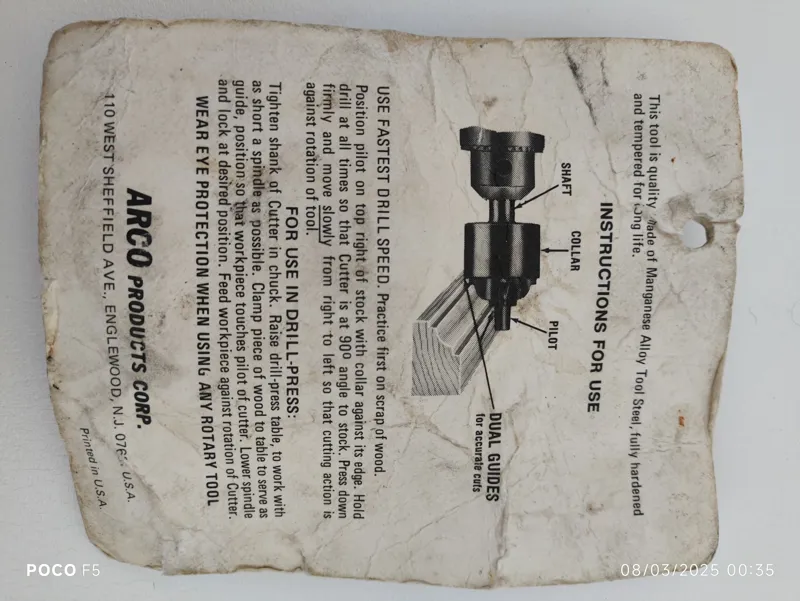 This tool is quality made of Manganese Alloy Tool Steel, fully hardened
and tempered for long life.
INSTRUCTIONS FOR USE
SHAFT
COLLAR
PILOT
DUAL GUIDES
for accurate cuts
USE FASTEST DRILL SPEED. Practice first on scrap of wood.
Position pilot on top right of stock with collar against its edge. Hold
drill at all times so that Cutter is at 90° angle to stock. Press down
firmly and move slowly from right to left so that cutting action is
against rotation of tool.
FOR USE IN DRILL-PRESS:
Tighten shank of Cutter in chuck. Raise drill-press table, to work with
as short a spindle as possible. Clamp piece of wood to table to serve as
guide, position so that workpiece touches pilot of cutter. Lower spindle
and lock at desired position. Feed workpiece against rotation of Cutter.
WEAR EYE PROTECTION WHEN USING ANY ROTARY TOOL
ARCO PRODUCTS CORP.
110 WEST SHEFFIELD AVE., ENGLEWOOD, N.J. U.S.A.
Printed in U.S.A.
POCO F5
08/03/2025 00:35